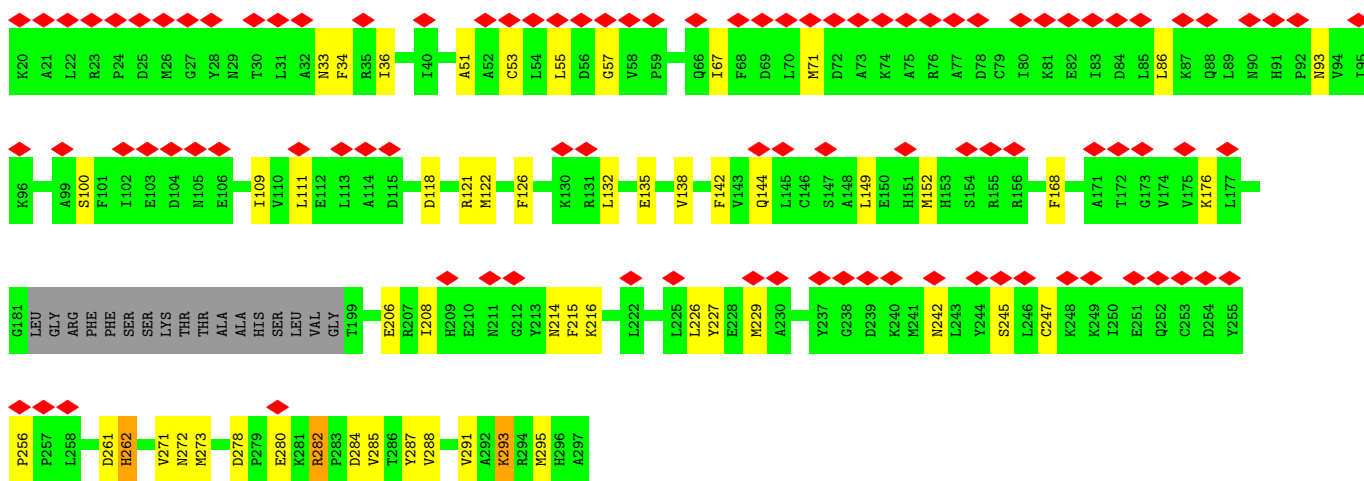 K20 A21 L22 R23 P24 D25 M26 G27 Y28 N29 T30 L31 A32 N33 F34 R35 I36 I40 A51 A52 C53 L54 L55 D56 G57 V58 P59 Q66 I67 F68 D69 L70 M71 D72 A73 K74 A75 R76 A77 D78 C79 I80 K81 E82 I83 D84 L85 L86 K87 Q88 L89 N90 H91 P92 N93 V94 I95
K96 A99 S100 F101 I102 E103 D104 N105 E106 I109 V110 L111 E112 L113 A114 D115 D118 R121 M122 F126 K130 R131 L132 E135 V138 F142 V143 Q144 L145 C146 S147 A148 L149 E150 H151 M152 H153 S154 R155 R156 F168 A171 T172 G173 V174 V175 K176 L177
G181 LEU GLY ARG PHE PHE SER SER LYS THR THR ALA ALA HIS SER LEU VAL GLY T199 E206 R207 I208 H209 E210 N211 G212 Y213 N214 F215 K216 L222 L225 L226 Y227 E228 M229 A230 Y237 G238 D239 K240 M241 N242 L243 Y244 S245 L246 C247 K248 K249 I250 E251 Q252 C253 D254 Y255
P256 P257 L258 D261 H262 V271 N272 M273 D278 P279 E280 K281 R282 P283 D284 V285 T286 Y287 V288 V291 A292 K293 R294 M295 H296 A297